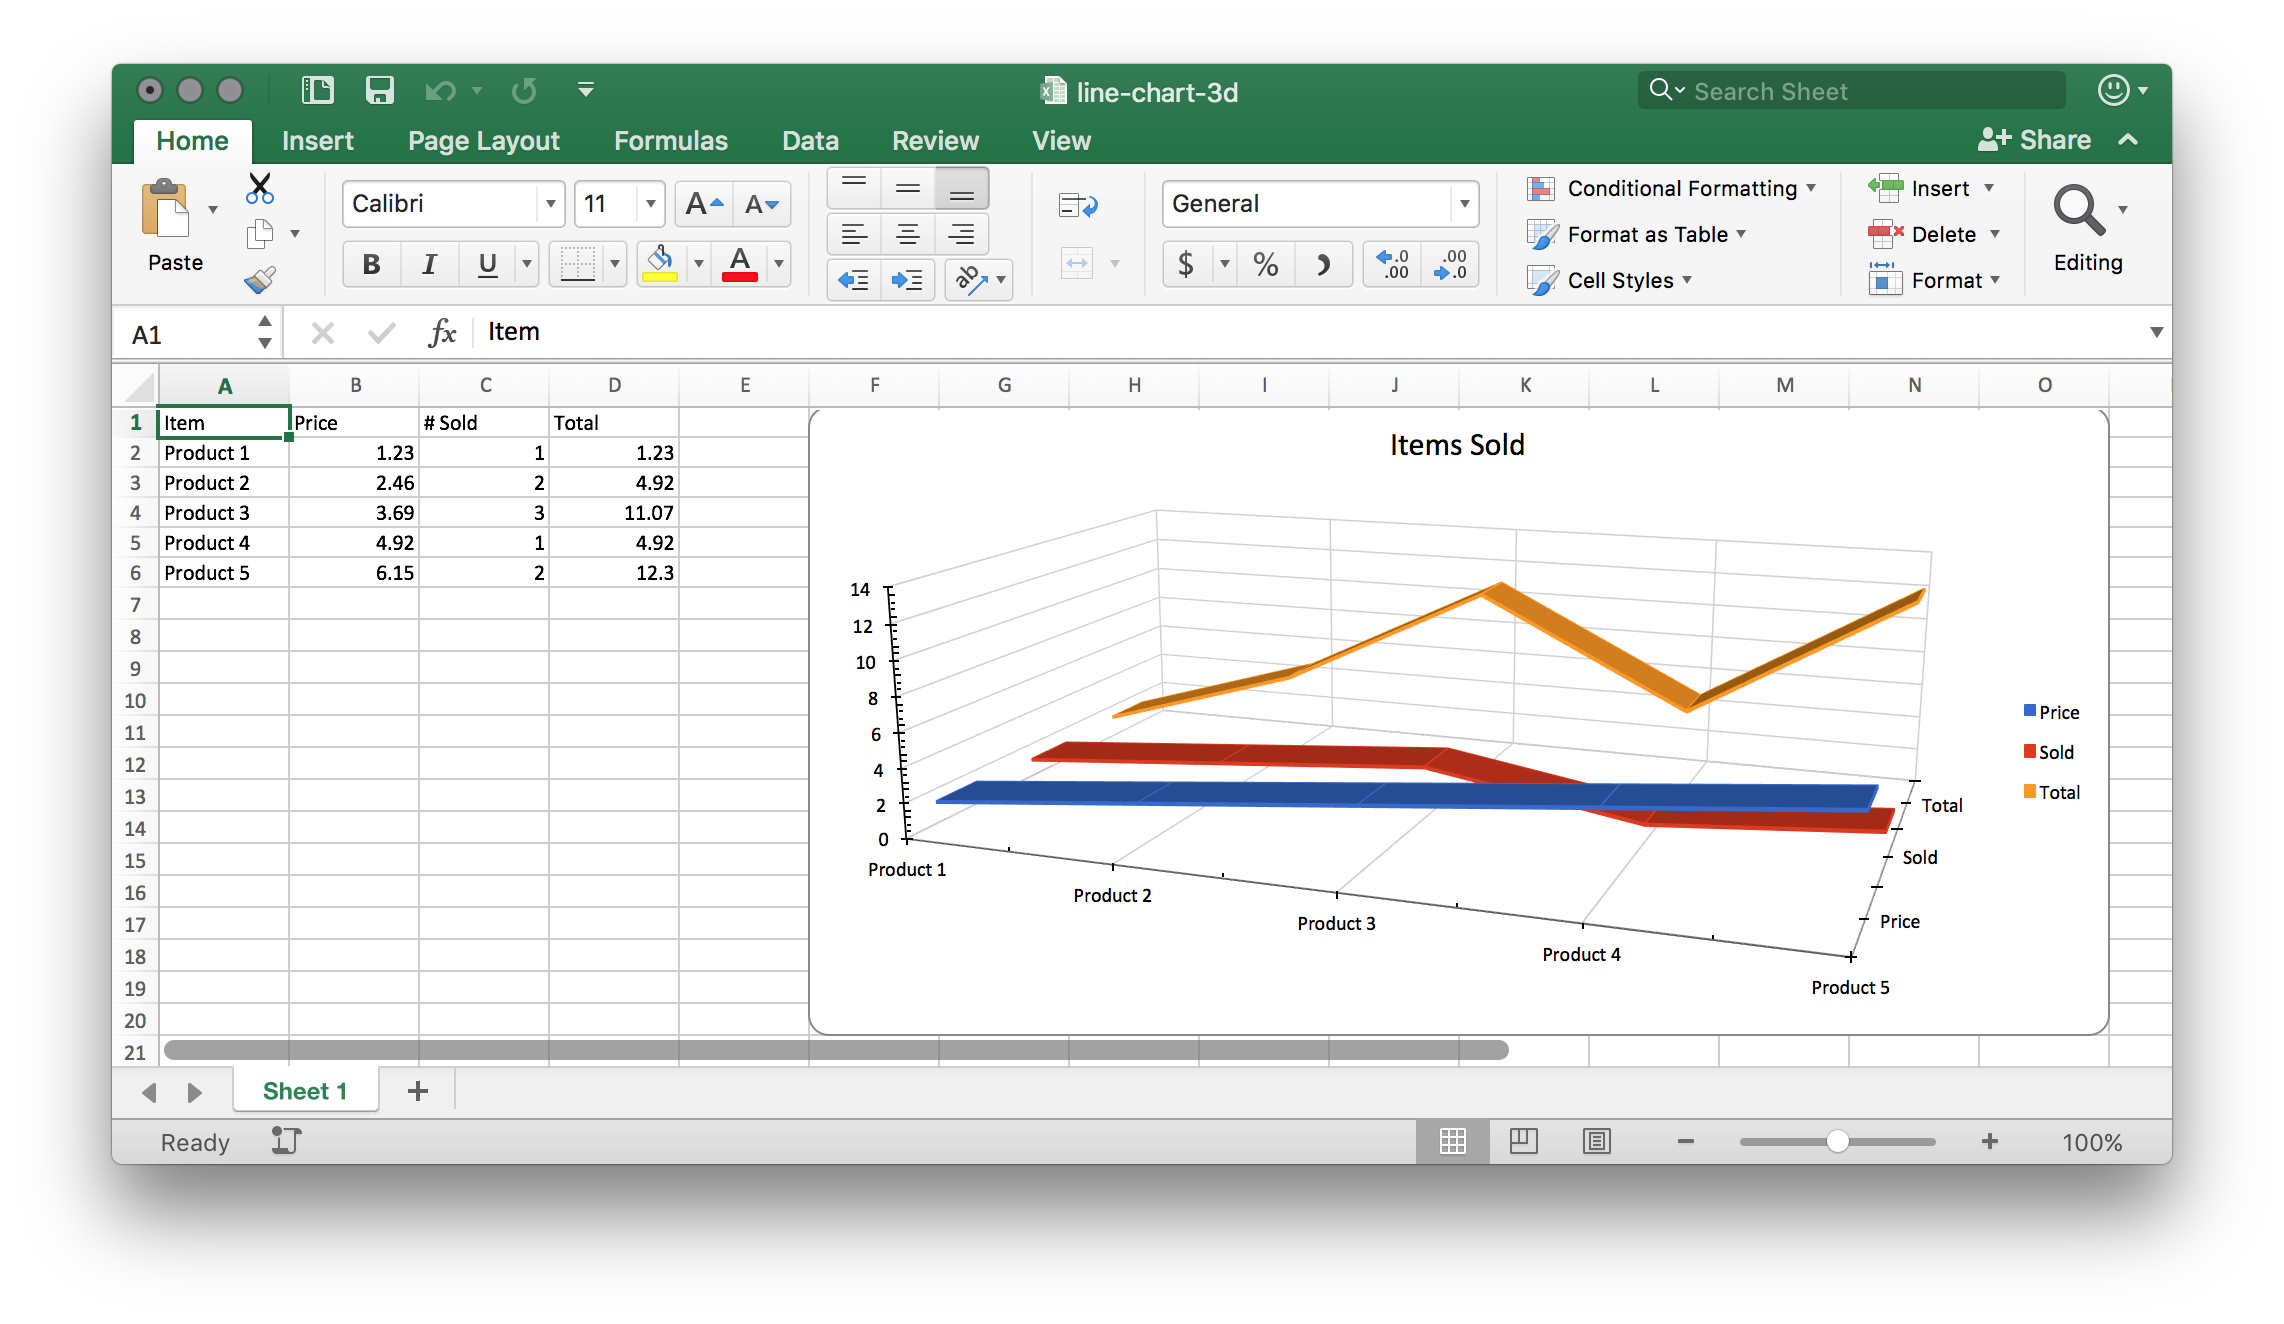 line-chart-3d
Search Sheet
Home Insert Page Layout Formulas Data Review View
Share
Paste
Calibri 11 A A
B I U A
ab
General
$ % , .0 .00 .00 .0
Conditional Formatting
Format as Table
Cell Styles
Insert
Delete
Format
Editing
A1 fx Item
A B C D E F G H I J K L M N O
1 Item Price # Sold Total
2 Product 1 1.23 1 1.23
3 Product 2 2.46 2 4.92
4 Product 3 3.69 3 11.07
5 Product 4 4.92 1 4.92
6 Product 5 6.15 2 12.3
7
8
9
10
11
12
13
14
15
16
17
18
19
20
21
Items Sold
14
12
10
8
6
4
2
0
Product 1
Product 2
Product 3
Product 4
Product 5
Total
Sold
Price
Price
Sold
Total
Sheet 1 +
Ready
100%